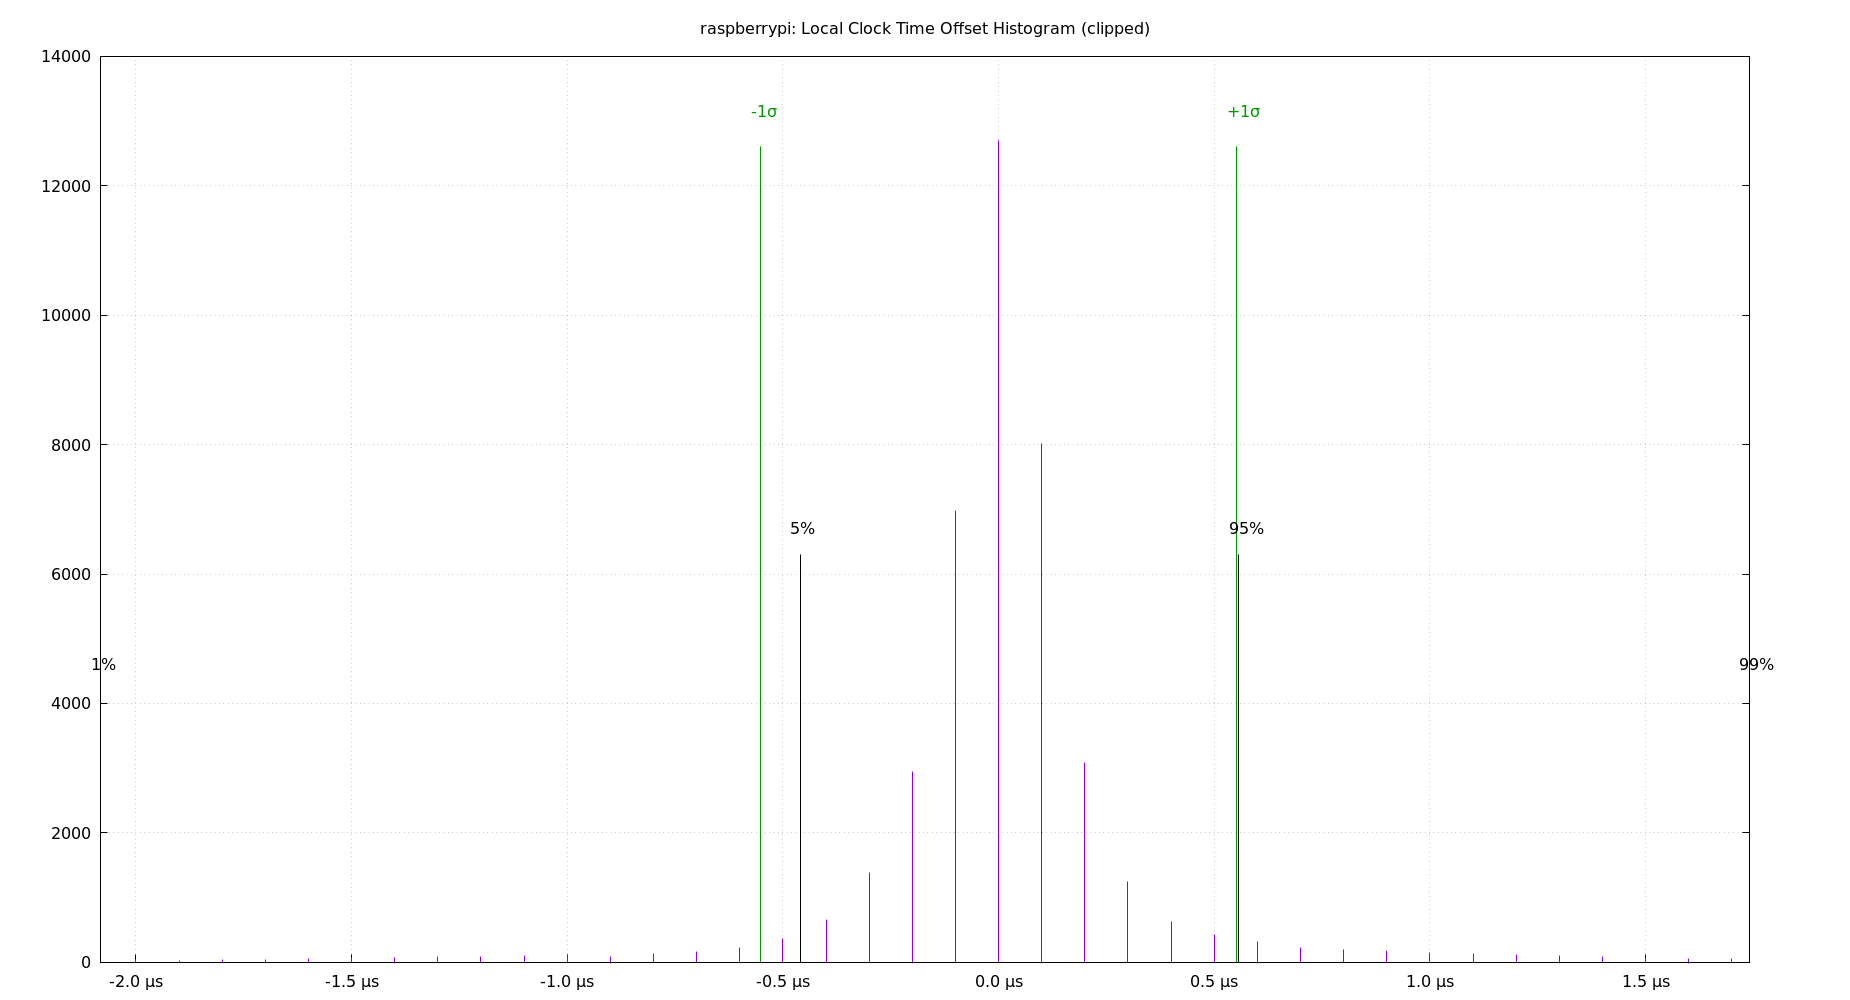 raspberrypi: Local Clock Time Offset Histogram (clipped)
14000
-1σ
+1σ
12000
10000
8000
5%
95%
6000
1%
99%
4000
2000
0
-2.0 µs
-1.5 µs
-1.0 µs
-0.5 µs
0.0 µs
0.5 µs
1.0 µs
1.5 µs